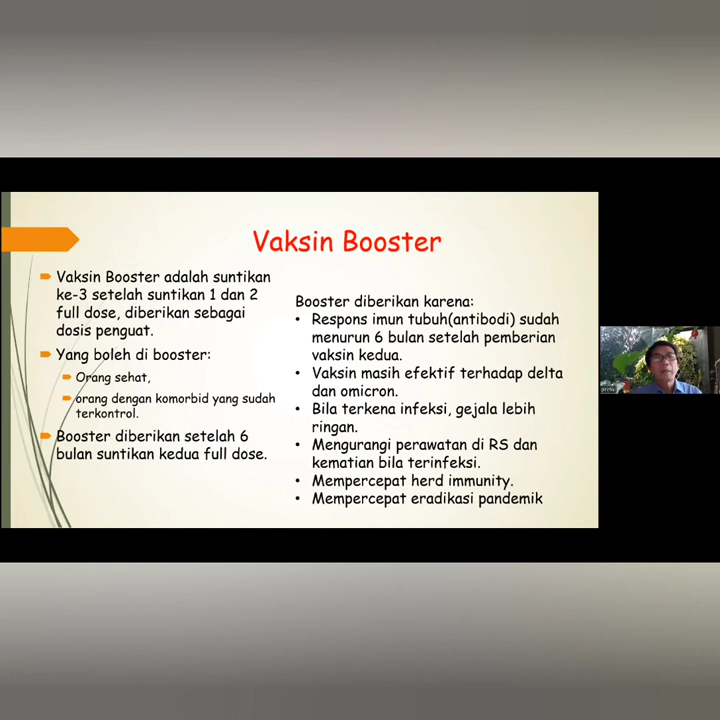 Vaksin Booster
Vaksin Booster adalah suntikan
ke-3 setelah suntikan 1 dan 2
full dose, diberikan sebagai
dosis penguat.
Yang boleh di booster:
Orang sehat,
orang dengan komorbid yang sudah
terkontrol.
Booster diberikan setelah 6
bulan suntikan kedua full dose.
Booster diberikan karena:
• Respons imun tubuh(antibodi) sudah
menurun 6 bulan setelah pemberian
vaksin kedua.
• Vaksin masih efektif terhadap delta
dan omicron.
• Bila terkena infeksi, gejala lebih
ringan.
• Mengurangi perawatan di RS dan
kematian bila terinfeksi.
• Mempercepat herd immunity.
• Mempercepat eradikasi pandemik